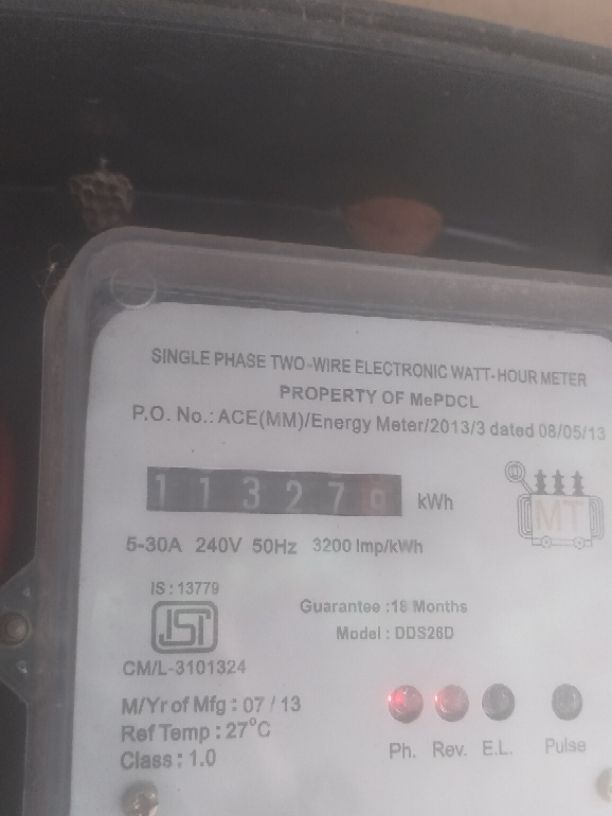 SINGLE PHASE TWO-WIRE ELECTRONIC WATT-HOUR METER
PROPERTY OF MePDCL
P.O. No.: ACE(MM)/Energy Meter/2013/3 dated 08/05/13
1 1 3 2 7 kWh
MT
5-30A 240V 50Hz 3200 Imp/kWh
IS : 13779
ISI
CM/L-3101324
Guarantee :18 Months
Model : DDS26D
M/Yr of Mfg : 07 / 13
Ref Temp : 27°C
Class : 1.0
Ph. Rev. E.L. Pulse